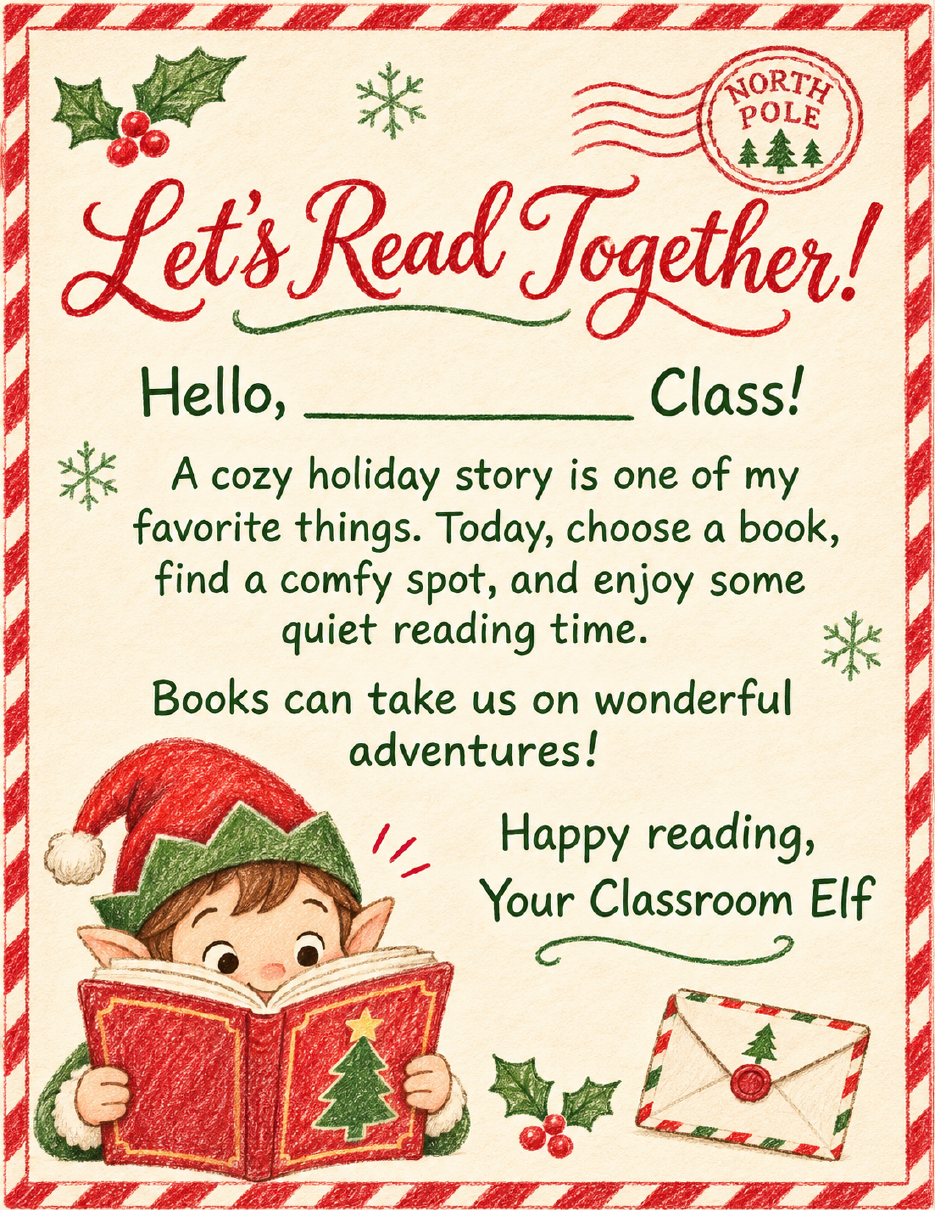 NORTH
POLE
Let's Read Together!
Hello, ______________ Class!
A cozy holiday story is one of my
favorite things. Today, choose a book,
find a comfy spot, and enjoy some
quiet reading time.
Books can take us on wonderful
adventures!
Happy reading,
Your Classroom Elf